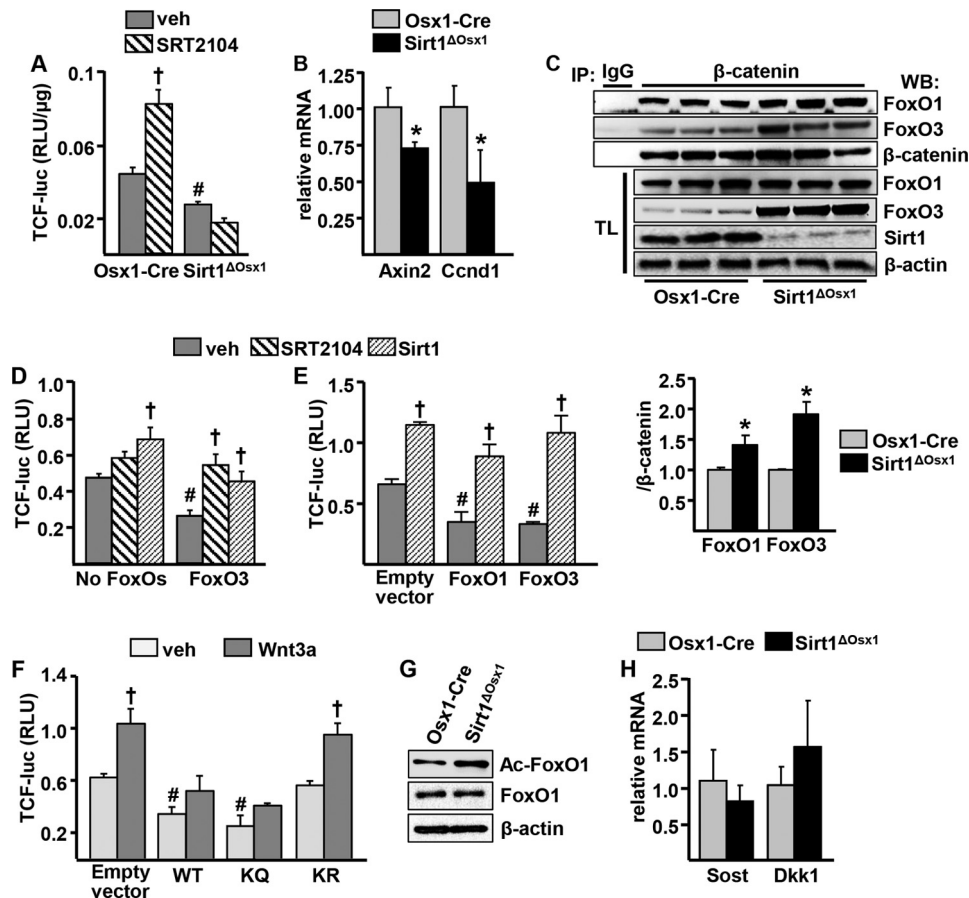 veh
SRT2104
A
TCF-luc (RLU/µg)
0.1
0.06
0.02
†
#
Osx1-Cre Sirt1ΔOsx1
Osx1-Cre
Sirt1ΔOsx1
B
relative mRNA
1.25
1.00
0.75
0.50
0.25
*
*
Axin2 Ccnd1
C
IP: IgG β-catenin WB:
FoxO1
FoxO3
β-catenin
TL
FoxO1
FoxO3
Sirt1
β-actin
Osx1-Cre Sirt1ΔOsx1
veh SRT2104 Sirt1
D
TCF-luc (RLU)
1.0
0.8
0.6
0.4
0.2
†
#
†
†
No FoxOs FoxO3
E
TCF-luc (RLU)
1.5
1.0
0.5
†
#
†
#
†
Empty vector FoxO1 FoxO3
/β-catenin
2.5
2.0
1.5
1.0
0.5
0
*
*
FoxO1 FoxO3
Osx1-Cre
Sirt1ΔOsx1
veh Wnt3a
F
TCF-luc (RLU)
1.4
1.0
0.6
0.2
†
#
#
†
Empty vector WT KQ KR
G
Osx1-Cre
Sirt1ΔOsx1
Ac-FoxO1
FoxO1
β-actin
Osx1-Cre Sirt1ΔOsx1
H
relative mRNA
2.5
2.0
1.5
1.0
0.5
Sost Dkk1